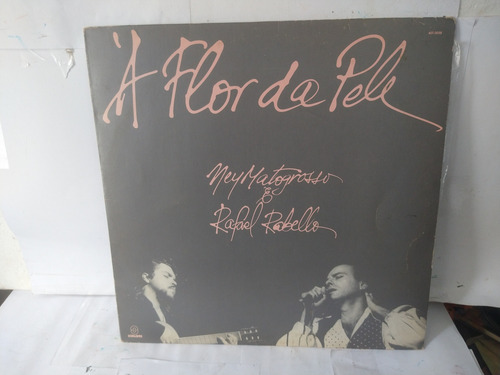 À Flor da Pele
Ney Matogrosso
e
Rafael Rabello